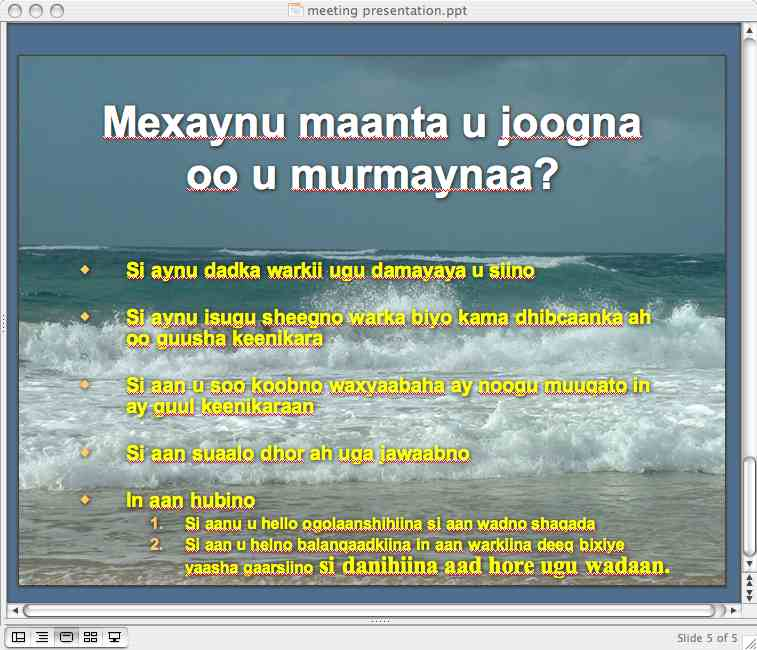 meeting presentation.ppt
Mexaynu maanta u joogna
oo u murmaynaa?
Si aynu dadka warkii ugu damayaya u siino
Si aynu isugu sheegno warka biyo kama dhibcaanka ah
oo guusha keenikara
Si aan u soo koobno waxyaabaha ay noogu muuqato in
ay guul keenikaraan
Si aan suaalo dhor ah uga jawaabno
In aan hubino
1. Si aanu u hello ogolaanshihiina si aan wadno shaqada
2. Si aan u helno balanqaadkiina in aan warkiina deeq bixiye
yaasha gaarsiino si danihiina aad hore ugu wadaan.
Slide 5 of 5